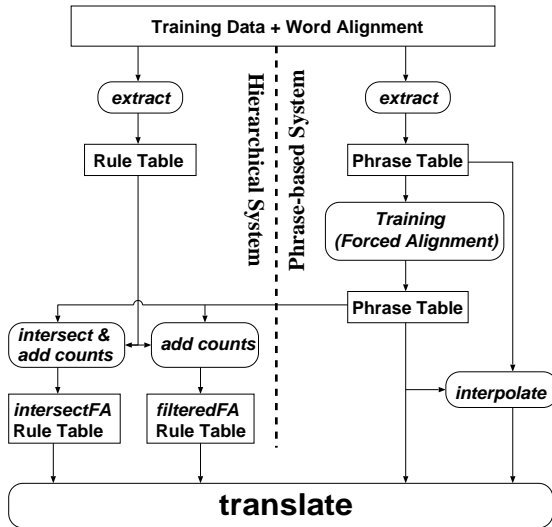 Training Data + Word Alignment
extract
extract
Hierarchical System
Phrase-based System
Rule Table
Phrase Table
Training
(Forced Alignment)
Phrase Table
intersect &
add counts
add counts
interpolate
intersectFA
Rule Table
filteredFA
Rule Table
translate